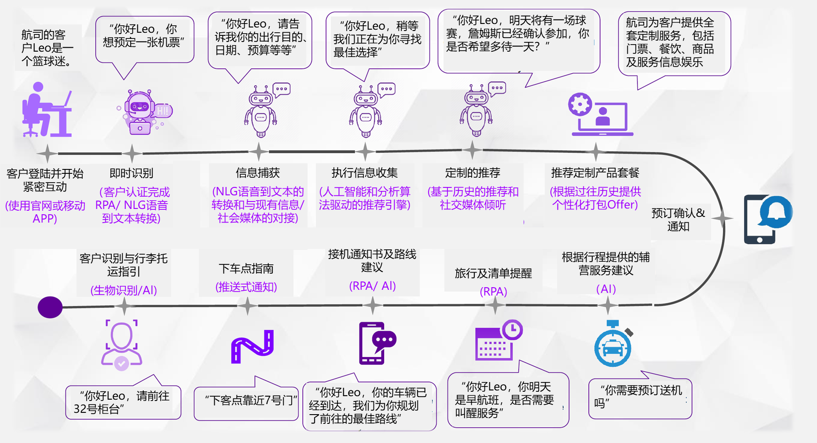 航司的客
户Leo是一
个篮球迷。
“你好Leo，你
想预定一张机票”
“你好Leo，请告
诉我你的出行目的、
日期、预算等等”
“你好Leo，稍等
我们正在为你寻找
最佳选择”
“你好Leo，明天将有一场球
赛，詹姆斯已经确认参加，你
是否希望多待一天？”
航司为客户提供全
套定制服务，包括
门票、餐饮、商品
及服务信息娱乐
Hi!
客户登陆并开始
紧密互动
(使用官网或移动
APP)
即时识别
(客户认证完成
RPA/ NLG语音
到文本转换)
信息捕获
(NLG语音到文本的
转换和与现有信息/
社会媒体的对接)
执行信息收集
(人工智能和分析算
法驱动的推荐引擎)
定制的推荐
(基于历史的推荐和
社交媒体倾听
推荐定制产品套餐
(根据过往历史提供
个性化打包Offer)
预订确认&
通知
客户识别与行李托
运指引
(生物识别/AI)
下车点指南
(推送式通知)
接机通知书及路线
建议
(RPA/ AI)
旅行及清单提醒
(RPA)
根据行程提供的辅
营服务建议
(AI)
“你好Leo，请前往
32号柜台”
“下客点靠近7号门”
“你好Leo，你的车辆已
经到达，我们为你规划
了前往的最佳路线”
“你好Leo，你明天
是早航班，是否需要
叫醒服务”
“你需要预订送机
吗”